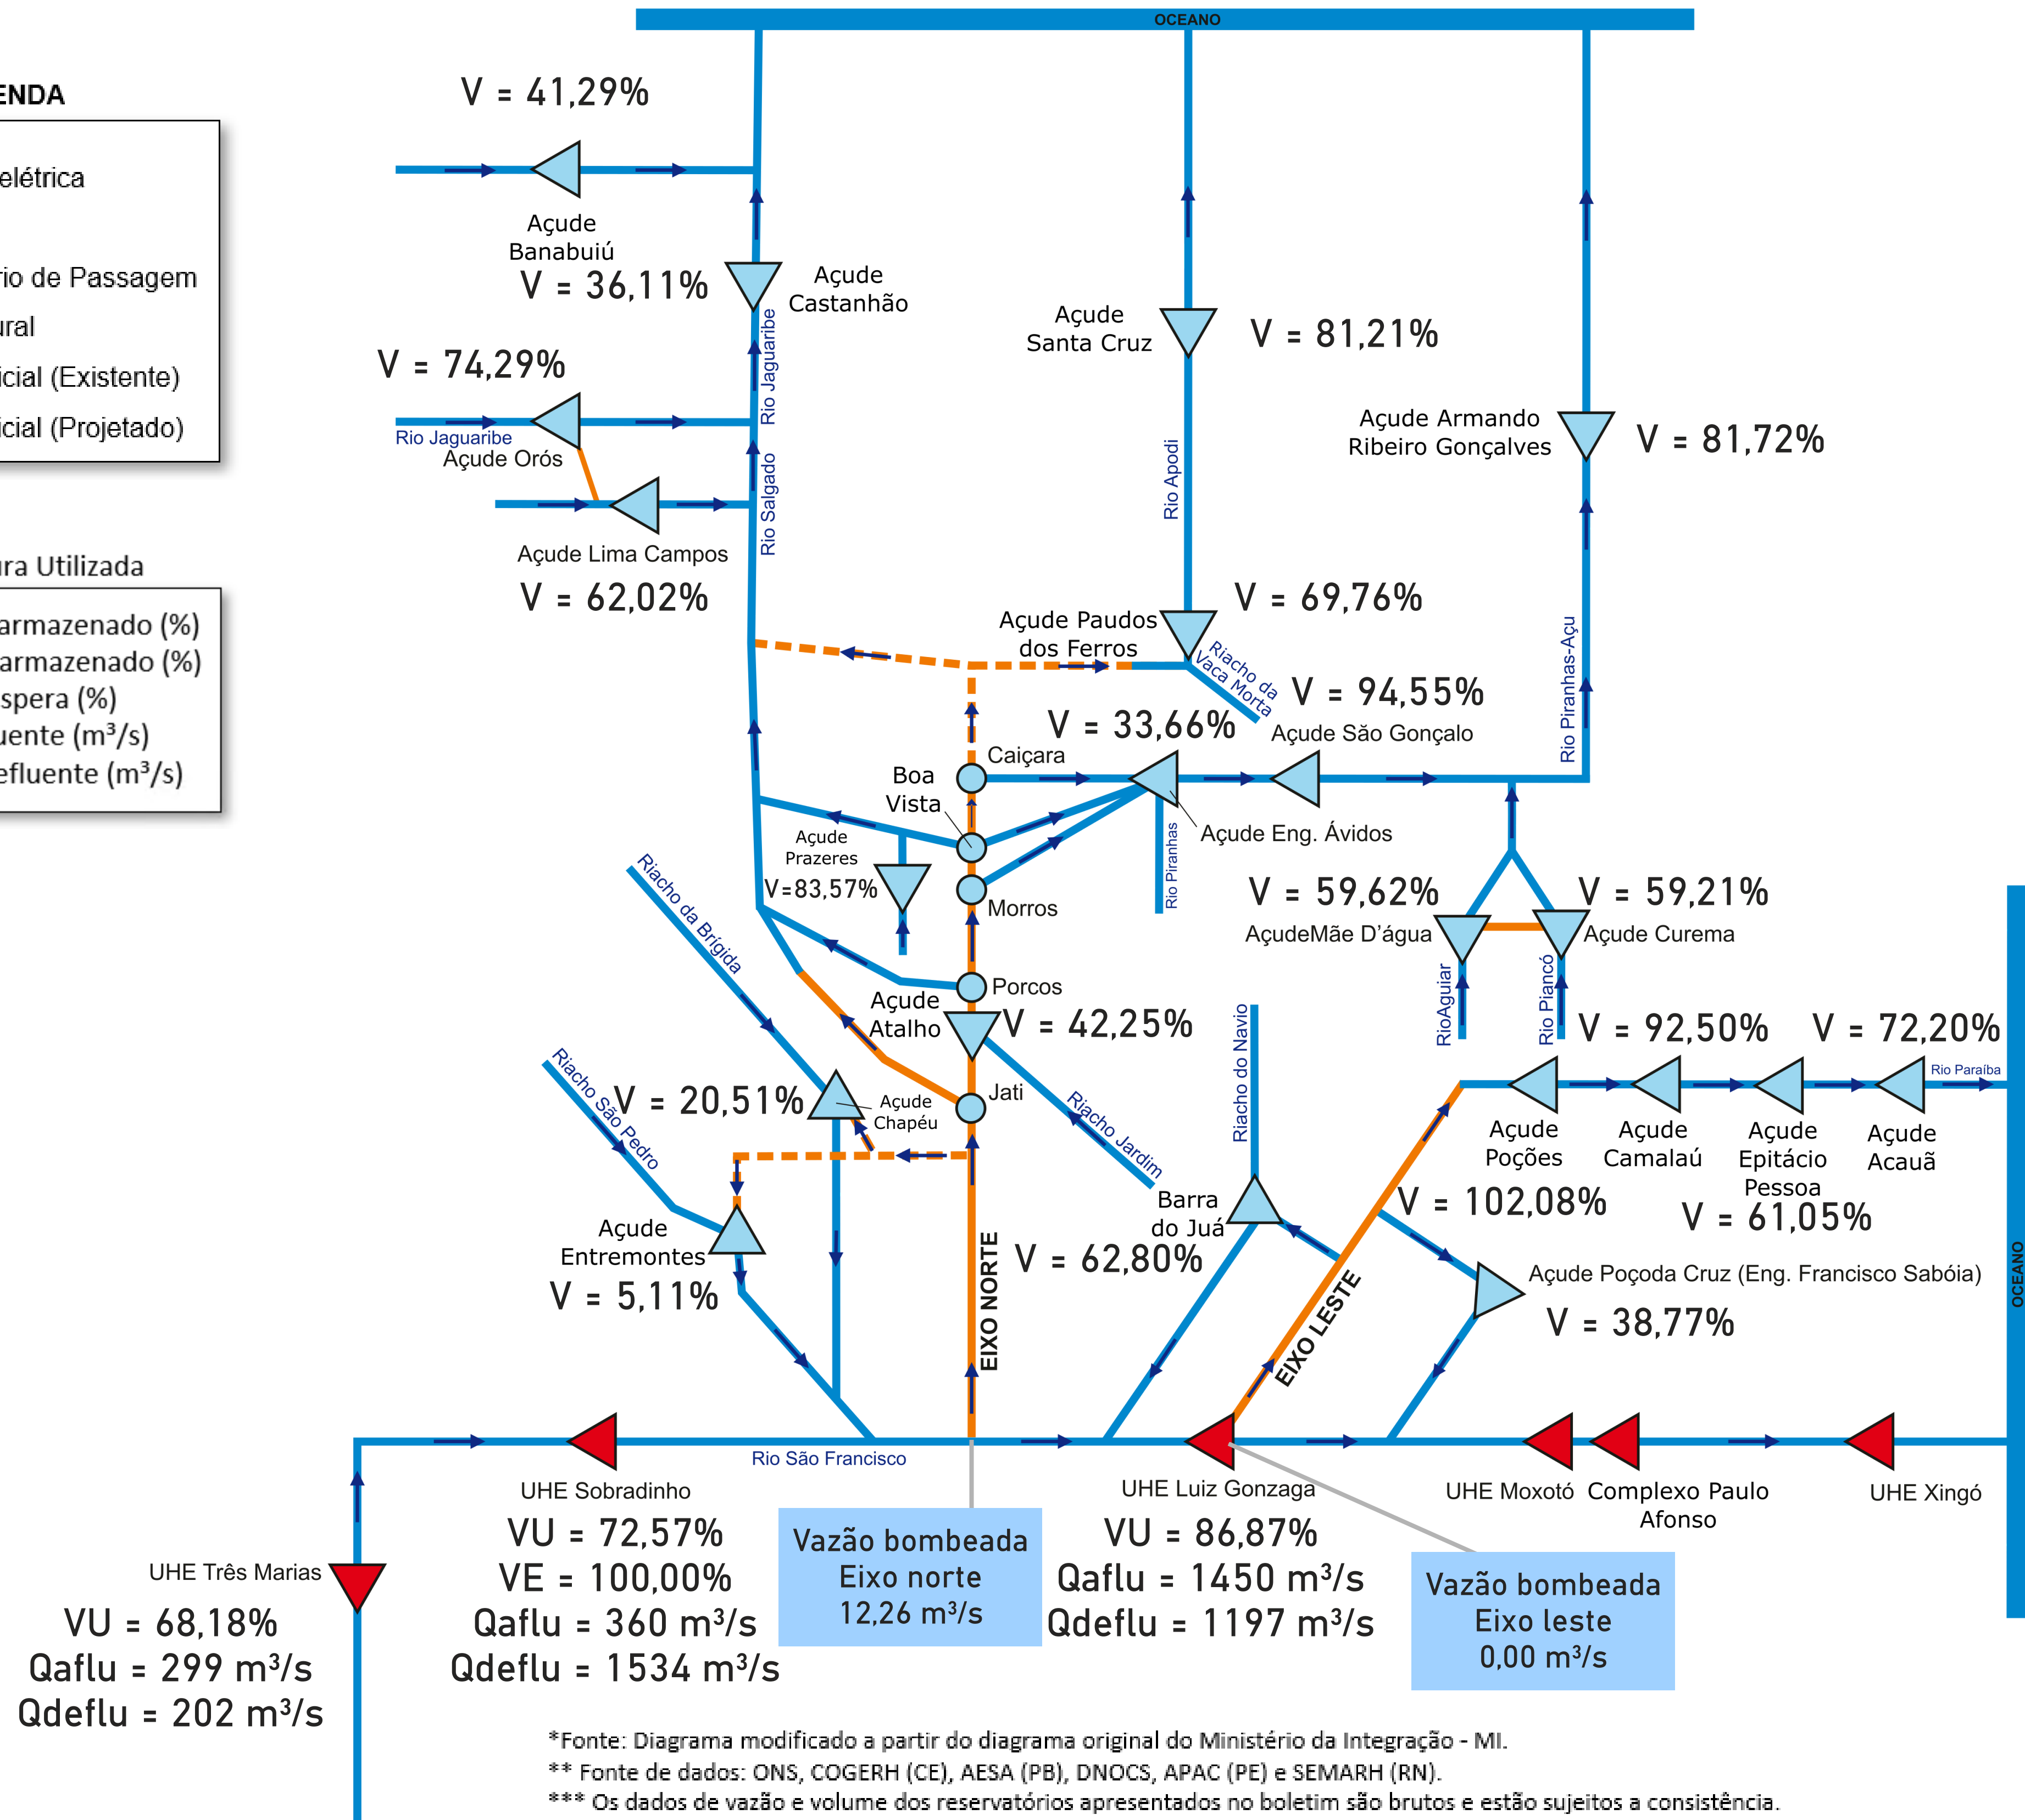 OCEANO
ENDA
elétrica
rio de Passagem
ural
icial (Existente)
icial (Projetado)
ura Utilizada
armazenado (%)
armazenado (%)
spera (%)
uente (m³/s)
efluente (m³/s)
V = 41,29%
Açude
Banabuiú
V = 36,11%
Açude
Castanhão
Rio Jaguaribe
V = 74,29%
Rio Jaguaribe
Açude Orós
Rio Salgado
Açude Lima Campos
V = 62,02%
Açude
Santa Cruz
V = 81,21%
Rio Apodi
Açude Armando
Ribeiro Gonçalves
V = 81,72%
Açude Paudos
dos Ferros
V = 69,76%
Riacho da
Vaca Morta
Rio Piranhas-Açu
V = 94,55%
Açude São Gonçalo
V = 33,66%
Caiçara
Boa
Vista
Açude Eng. Ávidos
Rio Piranhas
Açude
Prazeres
V=83,57%
Morros
Riacho da Brígida
V = 59,62%
AçudeMãe D'água
V = 59,21%
Açude Curema
RioAguiar
Rio Piancó
Porcos
Açude
Atalho
V = 42,25%
Riacho do Navio
V = 92,50%
V = 72,20%
Rio Paraíba
Riacho São Pedro
V = 20,51%
Açude
Chapéu
Jati
Riacho Jardim
Açude
Poções
Açude
Camalaú
Açude
Epitácio
Pessoa
Açude
Acauã
V = 102,08%
V = 61,05%
Barra
do Juá
V = 62,80%
Açude
Entremontes
V = 5,11%
EIXO NORTE
EIXO LESTE
Açude Poçoda Cruz (Eng. Francisco Sabóia)
V = 38,77%
OCEANO
Rio São Francisco
UHE Sobradinho
VU = 72,57%
VE = 100,00%
Qaflu = 360 m³/s
Qdeflu = 1534 m³/s
Vazão bombeada
Eixo norte
12,26 m³/s
UHE Luiz Gonzaga
VU = 86,87%
Qaflu = 1450 m³/s
Qdeflu = 1197 m³/s
Vazão bombeada
Eixo leste
0,00 m³/s
UHE Moxotó
Complexo Paulo
Afonso
UHE Xingó
UHE Três Marias
VU = 68,18%
Qaflu = 299 m³/s
Qdeflu = 202 m³/s
*Fonte: Diagrama modificado a partir do diagrama original do Ministério da Integração - MI.
** Fonte de dados: ONS, COGERH (CE), AESA (PB), DNOCS, APAC (PE) e SEMARH (RN).
*** Os dados de vazão e volume dos reservatórios apresentados no boletim são brutos e estão sujeitos a consistência.